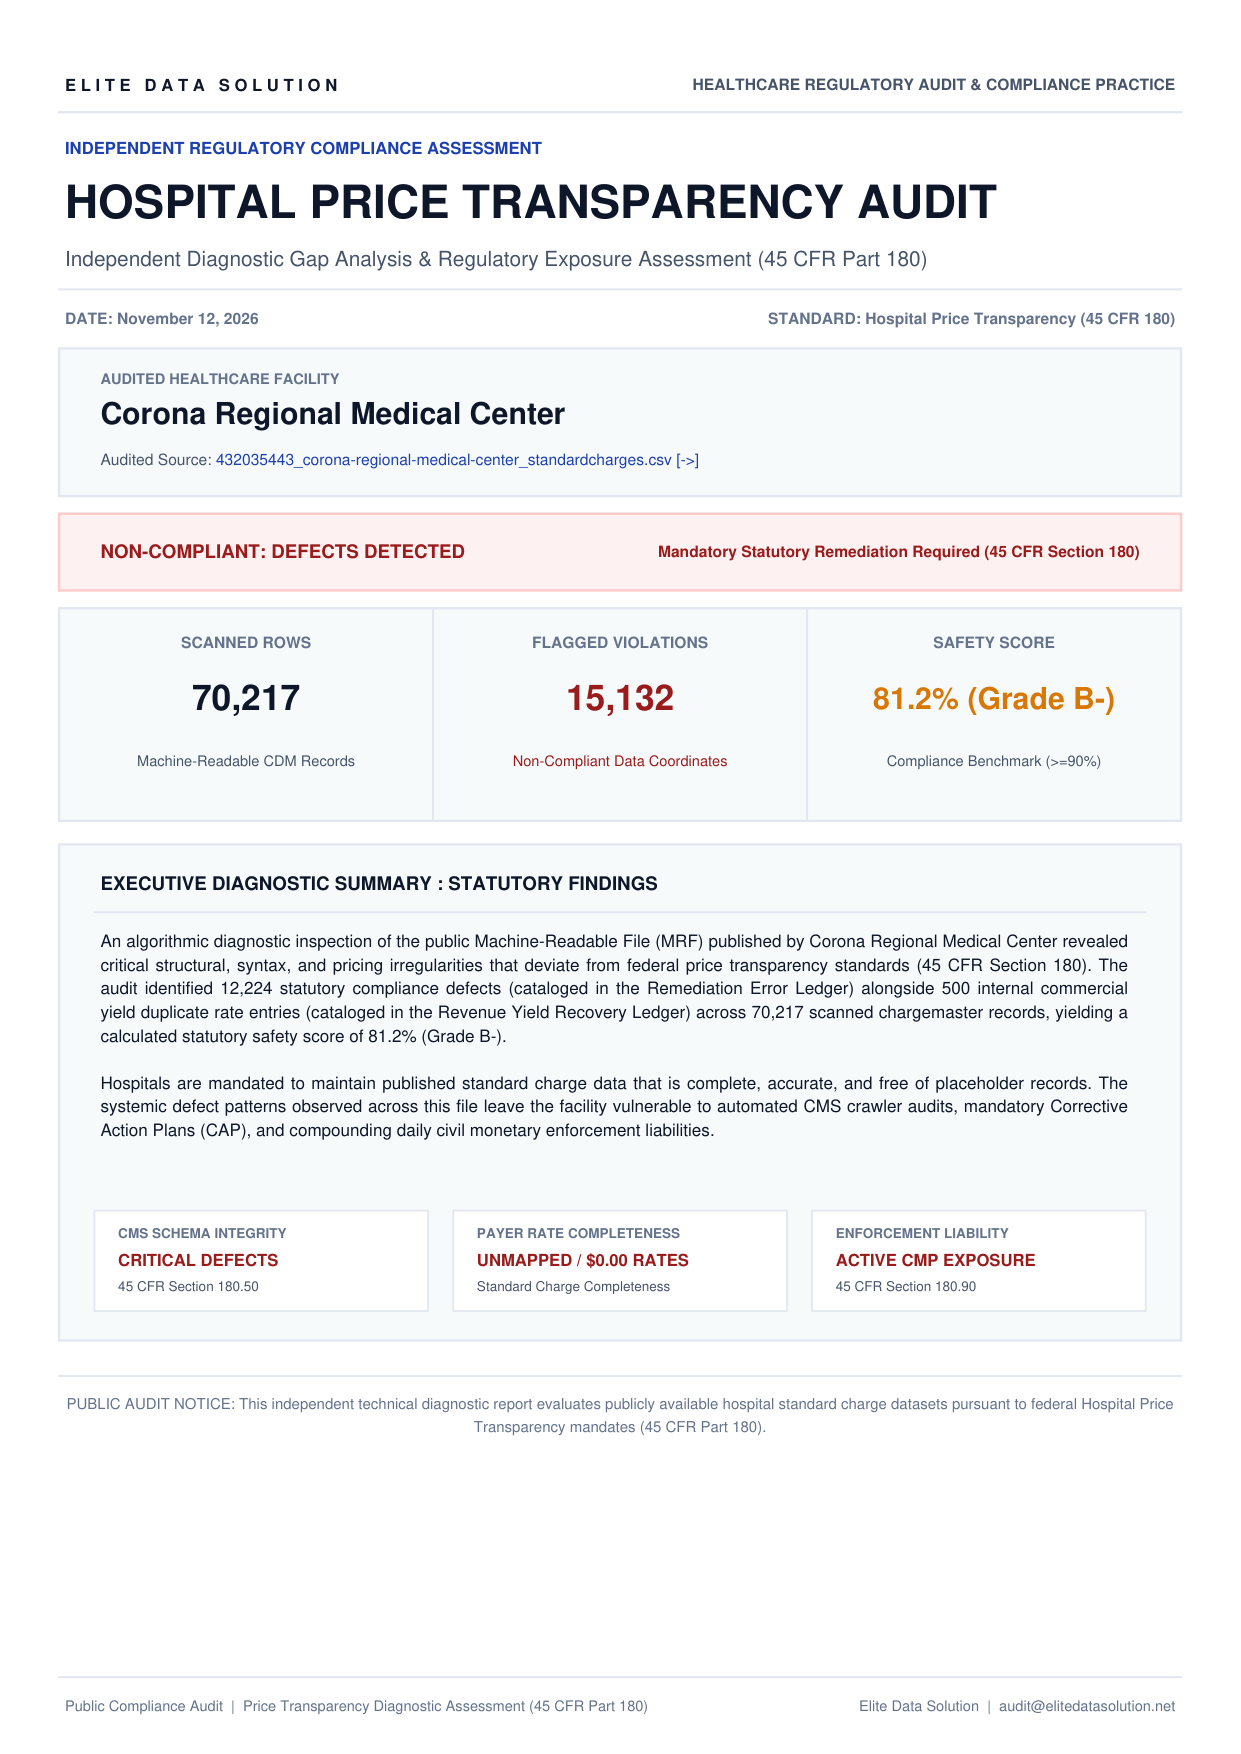 ELITE DATA SOLUTION
HEALTHCARE REGULATORY AUDIT & COMPLIANCE PRACTICE
INDEPENDENT REGULATORY COMPLIANCE ASSESSMENT
HOSPITAL PRICE TRANSPARENCY AUDIT
Independent Diagnostic Gap Analysis & Regulatory Exposure Assessment (45 CFR Part 180)
DATE: November 12, 2026
STANDARD: Hospital Price Transparency (45 CFR 180)
AUDITED HEALTHCARE FACILITY
Corona Regional Medical Center
Audited Source: 432035443_corona-regional-medical-center_standardcharges.csv [->]
NON-COMPLIANT: DEFECTS DETECTED
Mandatory Statutory Remediation Required (45 CFR Section 180)
SCANNED ROWS
70,217
Machine-Readable CDM Records
FLAGGED VIOLATIONS
15,132
Non-Compliant Data Coordinates
SAFETY SCORE
81.2% (Grade B-)
Compliance Benchmark (>=90%)
EXECUTIVE DIAGNOSTIC SUMMARY : STATUTORY FINDINGS
An algorithmic diagnostic inspection of the public Machine-Readable File (MRF) published by Corona Regional Medical Center revealed
critical structural, syntax, and pricing irregularities that deviate from federal price transparency standards (45 CFR Section 180). The
audit identified 12,224 statutory compliance defects (cataloged in the Remediation Error Ledger) alongside 500 internal commercial
yield duplicate rate entries (cataloged in the Revenue Yield Recovery Ledger) across 70,217 scanned chargemaster records, yielding a
calculated statutory safety score of 81.2% (Grade B-).
Hospitals are mandated to maintain published standard charge data that is complete, accurate, and free of placeholder records. The
systemic defect patterns observed across this file leave the facility vulnerable to automated CMS crawler audits, mandatory Corrective
Action Plans (CAP), and compounding daily civil monetary enforcement liabilities.
CMS SCHEMA INTEGRITY
CRITICAL DEFECTS
45 CFR Section 180.50
PAYER RATE COMPLETENESS
UNMAPPED / $0.00 RATES
Standard Charge Completeness
ENFORCEMENT LIABILITY
ACTIVE CMP EXPOSURE
45 CFR Section 180.90
PUBLIC AUDIT NOTICE: This independent technical diagnostic report evaluates publicly available hospital standard charge datasets pursuant to federal Hospital Price
Transparency mandates (45 CFR Part 180).
Public Compliance Audit | Price Transparency Diagnostic Assessment (45 CFR Part 180)
Elite Data Solution | audit@elitedatasolution.net